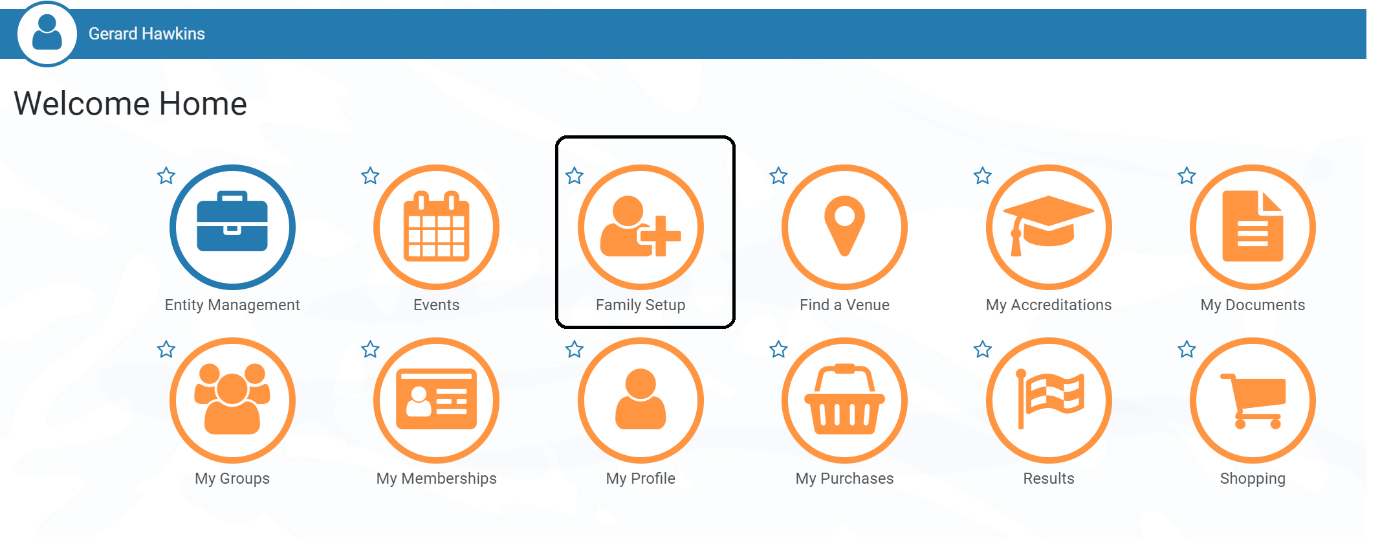 Gerard Hawkins
Welcome Home
Entity Management
Events
Family Setup
Find a Venue
My Accreditations
My Documents
My Groups
My Memberships
My Profile
My Purchases
Results
Shopping